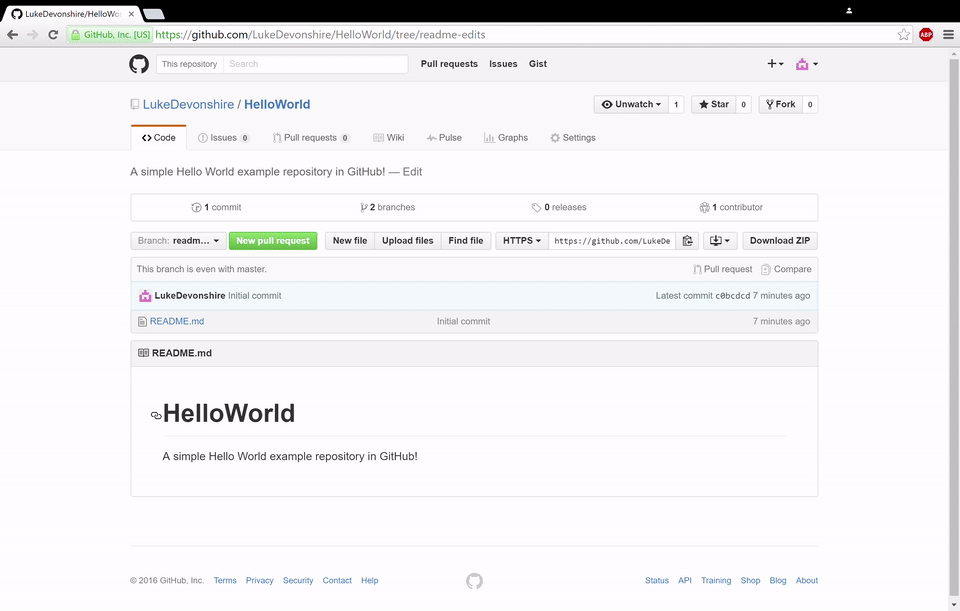 LukeDevonshire/HelloWo
GitHub, Inc. [US] https://github.com/LukeDevonshire/HelloWorld/tree/readme-edits
ABP
This repository Search Pull requests Issues Gist
LukeDevonshire / HelloWorld Unwatch 1 Star 0 Fork 0
Code Issues 0 Pull requests 0 Wiki Pulse Graphs Settings
A simple Hello World example repository in GitHub! — Edit
1 commit 2 branches 0 releases 1 contributor
Branch: readm... New pull request New file Upload files Find file HTTPS https://github.com/LukeDe Download ZIP
This branch is even with master. Pull request Compare
LukeDevonshire Initial commit Latest commit c0bcdcd 7 minutes ago
README.md Initial commit 7 minutes ago
README.md
HelloWorld
A simple Hello World example repository in GitHub!
© 2016 GitHub, Inc. Terms Privacy Security Contact Help Status API Training Shop Blog About